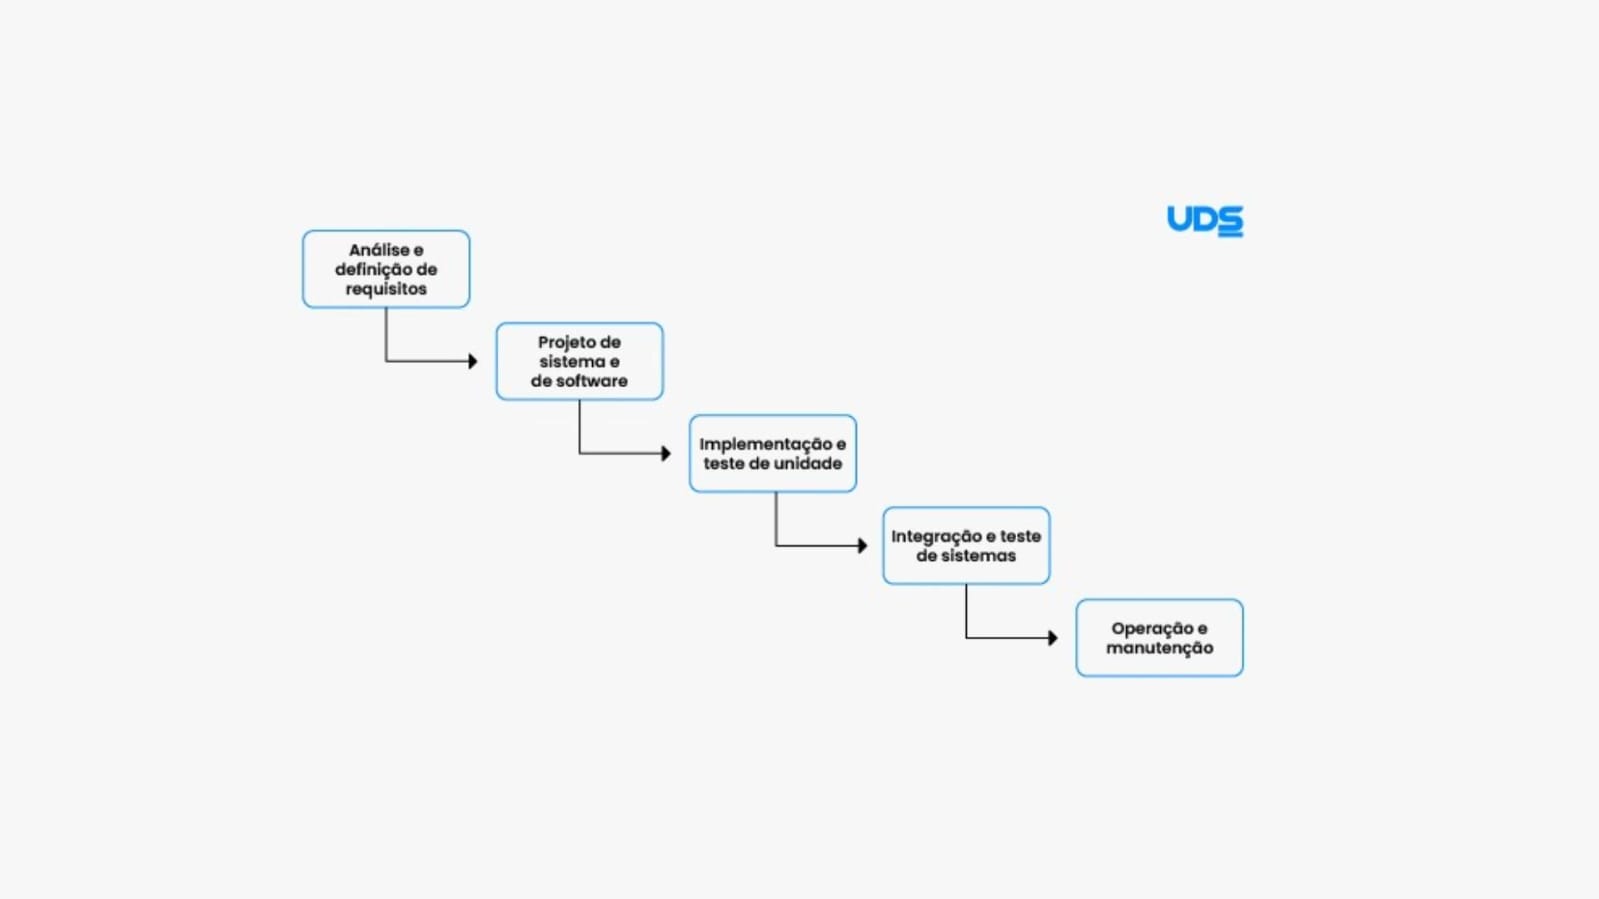 UDS
Análise e
definição de
requisitos
Projeto de
sistema e
de software
Implementação e
teste de unidade
Integração e teste
de sistemas
Operação e
manutenção